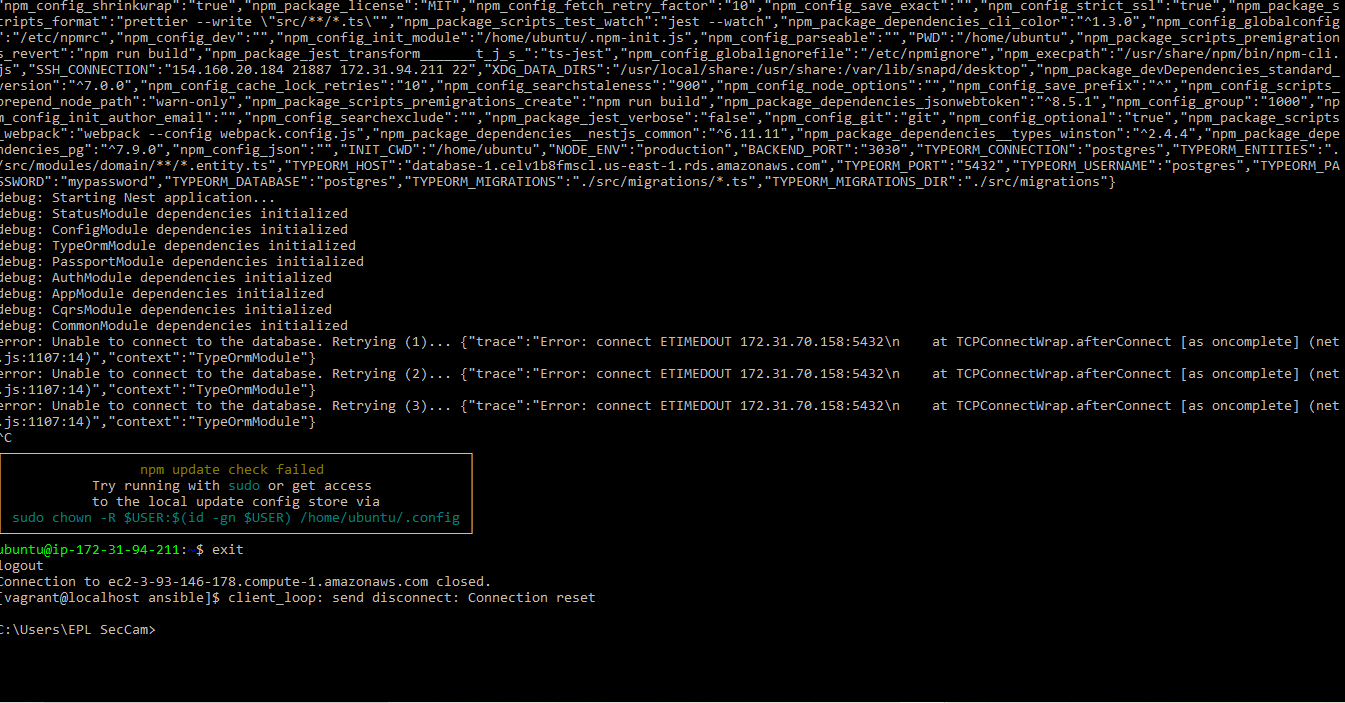 ","npm_config_shrinkwrap":"true","npm_package_license":"MIT","npm_config_fetch_retry_factor":"10","npm_config_save_exact":"","npm_config_strict_ssl":"true","npm_package_s
cripts_format":"prettier --write \"src/**/*.ts\"","npm_package_scripts_test_watch":"jest --watch","npm_package_dependencies_cli_color":"^1.3.0","npm_config_globalconfig
":"/etc/npmrc","npm_config_dev":"","npm_config_init_module":"/home/ubuntu/.npm-init.js","npm_config_parseable":"","PWD":"/home/ubuntu","npm_package_scripts_premigration
s_revert":"npm run build","npm_package_jest_transform_______t_j_s_":"ts-jest","npm_config_globalignorefile":"/etc/npmignore","npm_execpath":"/usr/share/npm/bin/npm-cli.
js","SSH_CONNECTION":"154.160.20.184 21887 172.31.94.211 22","XDG_DATA_DIRS":"/usr/local/share:/usr/share:/var/lib/snapd/desktop","npm_package_devDependencies_standard_
version":"^7.0.0","npm_config_cache_lock_retries":"10","npm_config_searchstaleness":"900","npm_config_node_options":"","npm_config_save_prefix":"^","npm_config_scripts_
prepend_node_path":"warn-only","npm_package_scripts_premigrations_create":"npm run build","npm_package_dependencies_jsonwebtoken":"^8.5.1","npm_config_group":"1000","np
m_config_init_author_email":"","npm_config_searchexclude":"","npm_package_jest_verbose":"false","npm_config_git":"git","npm_config_optional":"true","npm_package_scripts
_webpack":"webpack --config webpack.config.js","npm_package_dependencies__nestjs_common":"^6.11.11","npm_package_dependencies__types_winston":"^2.4.4","npm_package_depe
ndencies_pg":"^7.9.0","npm_config_json":"","INIT_CWD":"/home/ubuntu","NODE_ENV":"production","BACKEND_PORT":"3030","TYPEORM_CONNECTION":"postgres","TYPEORM_ENTITIES":".
/src/modules/domain/**/*.entity.ts","TYPEORM_HOST":"database-1.celv1b8fmscl.us-east-1.rds.amazonaws.com","TYPEORM_PORT":"5432","TYPEORM_USERNAME":"postgres","TYPEORM_PA
SSWORD":"mypassword","TYPEORM_DATABASE":"postgres","TYPEORM_MIGRATIONS":"./src/migrations/*.ts","TYPEORM_MIGRATIONS_DIR":"./src/migrations"}
debug: Starting Nest application...
debug: StatusModule dependencies initialized
debug: ConfigModule dependencies initialized
debug: TypeOrmModule dependencies initialized
debug: PassportModule dependencies initialized
debug: AuthModule dependencies initialized
debug: AppModule dependencies initialized
debug: CqrsModule dependencies initialized
debug: CommonModule dependencies initialized
error: Unable to connect to the database. Retrying (1)... {"trace":"Error: connect ETIMEDOUT 172.31.70.158:5432\n    at TCPConnectWrap.afterConnect [as oncomplete] (net
.js:1107:14)","context":"TypeOrmModule"}
error: Unable to connect to the database. Retrying (2)... {"trace":"Error: connect ETIMEDOUT 172.31.70.158:5432\n    at TCPConnectWrap.afterConnect [as oncomplete] (net
.js:1107:14)","context":"TypeOrmModule"}
error: Unable to connect to the database. Retrying (3)... {"trace":"Error: connect ETIMEDOUT 172.31.70.158:5432\n    at TCPConnectWrap.afterConnect [as oncomplete] (net
.js:1107:14)","context":"TypeOrmModule"}
^C
npm update check failed
Try running with sudo or get access
to the local update config store via
sudo chown -R $USER:$(id -gn $USER) /home/ubuntu/.config
ubuntu@ip-172-31-94-211:~$ exit
logout
Connection to ec2-3-93-146-178.compute-1.amazonaws.com closed.
[vagrant@localhost ansible]$ client_loop: send disconnect: Connection reset
C:\Users\EPL SecCam>